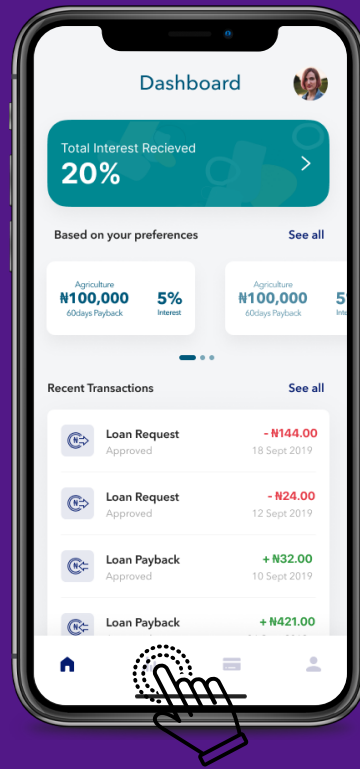 Dashboard
Total Interest Recieved
20%
Based on your preferences See all
Agriculture
₦100,000 5%
60days Payback Interest
Agriculture
₦100,000
60days Payback
Recent Transactions See all
Loan Request - ₦144.00
Approved 18 Sept 2019
Loan Request - ₦24.00
Approved 12 Sept 2019
Loan Payback + ₦32.00
Approved 10 Sept 2019
Loan Payback + ₦421.00